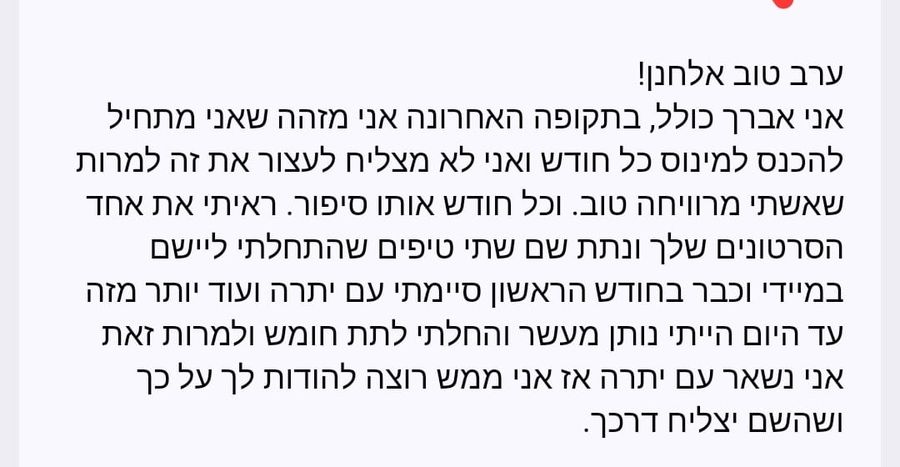 ערב טוב אלחנן!
אני אברך כולל, בתקופה האחרונה אני מזהה שאני מתחיל
להכנס למינוס כל חודש ואני לא מצליח לעצור את זה למרות
שאשתי מרוויחה טוב. וכל חודש אותו סיפור. ראיתי את אחד
הסרטונים שלך ונתת שם שתי טיפים שהתחלתי ליישם
במיידי וכבר בחודש הראשון סיימתי עם יתרה ועוד יותר מזה
עד היום הייתי נותן מעשר והחלתי לתת חומש ולמרות זאת
אני נשאר עם יתרה אז אני ממש רוצה להודות לך על כך
ושהשם יצליח דרכך.